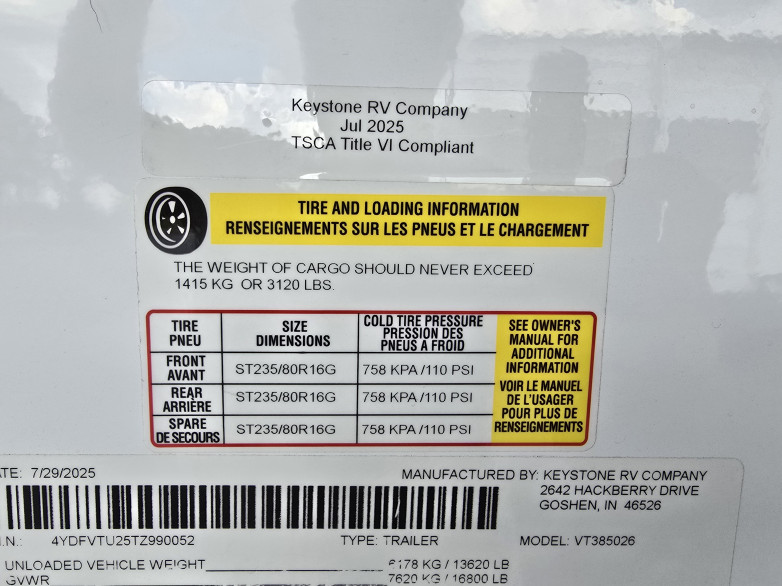 Keystone RV Company
Jul 2025
TSCA Title VI Compliant
TIRE AND LOADING INFORMATION
RENSEIGNEMENTS SUR LES PNEUS ET LE CHARGEMENT
THE WEIGHT OF CARGO SHOULD NEVER EXCEED
1415 KG OR 3120 LBS.
TIRE
PNEU
SIZE
DIMENSIONS
COLD TIRE PRESSURE
PRESSION DES
PNEUS A FROID
FRONT
AVANT
ST235/80R16G
758 KPA /110 PSI
REAR
ARRIÈRE
ST235/80R16G
758 KPA /110 PSI
SPARE
DE SECOURS
ST235/80R16G
758 KPA /110 PSI
SEE OWNER'S
MANUAL FOR
ADDITIONAL
INFORMATION
VOIR LE MANUEL
DE L'USAGER
POUR PLUS DE
RENSEIGNEMENTS
ATE: 7/29/2025
MANUFACTURED BY: KEYSTONE RV COMPANY
2642 HACKBERRY DRIVE
GOSHEN, IN 46526
I.N.: 4YDFVTU25TZ990052 TYPE: TRAILER MODEL: VT385026
UNLOADED VEHICLE WEIGHT 6178 KG / 13620 LB
GVWR 7620 KG / 16800 LB